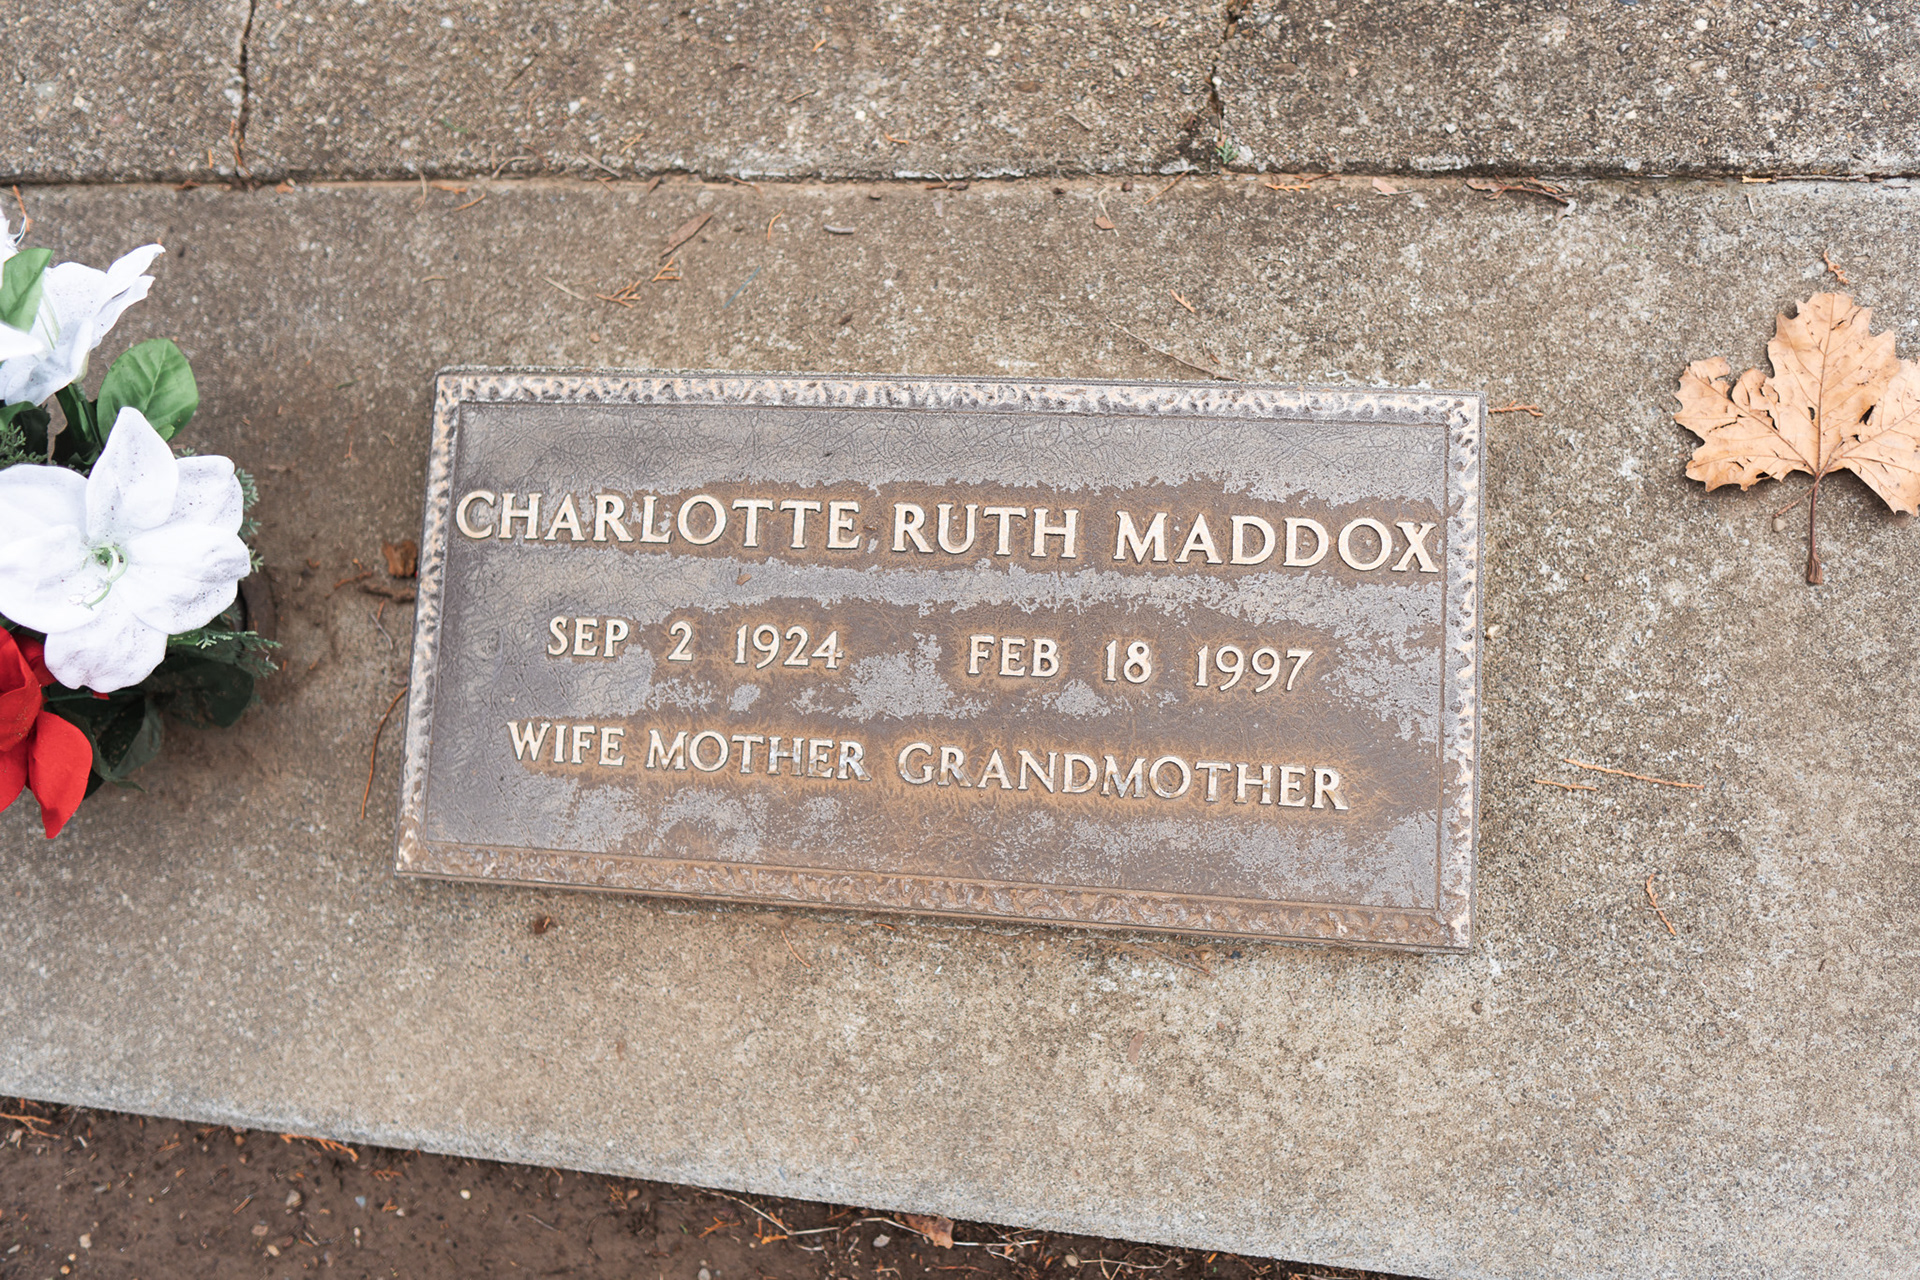 CHARLOTTE RUTH MADDOX
SEP 2 1924 FEB 18 1997
WIFE MOTHER GRANDMOTHER